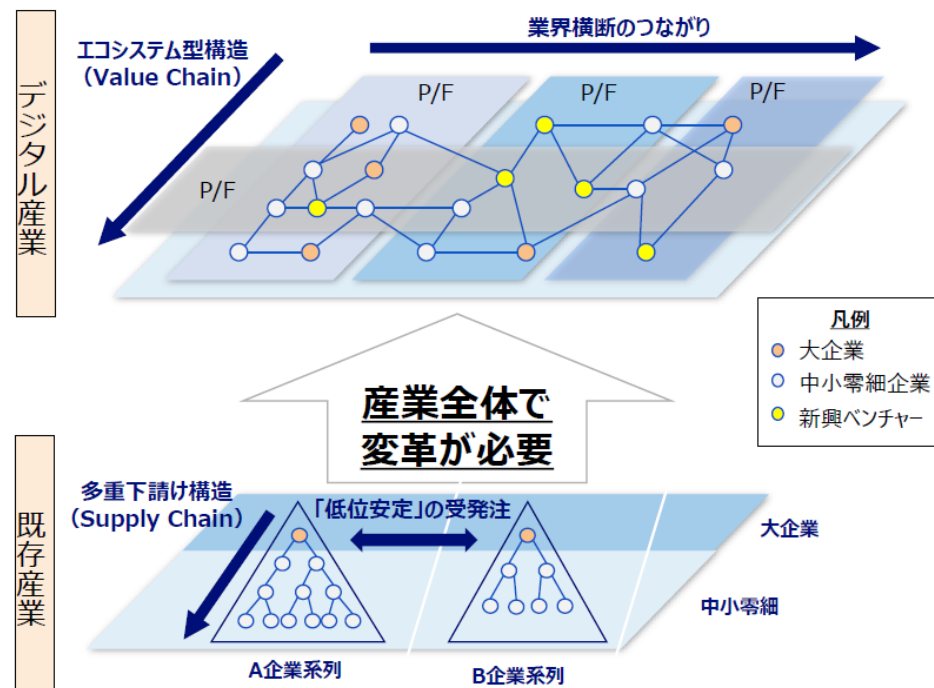 デジタル産業
エコシステム型構造
（Value Chain）
業界横断のつながり
P/F
P/F
P/F
P/F
凡例
大企業
中小零細企業
新興ベンチャー
産業全体で
変革が必要
既存産業
多重下請け構造
（Supply Chain）
「低位安定」の受発注
大企業
中小零細
A企業系列
B企業系列